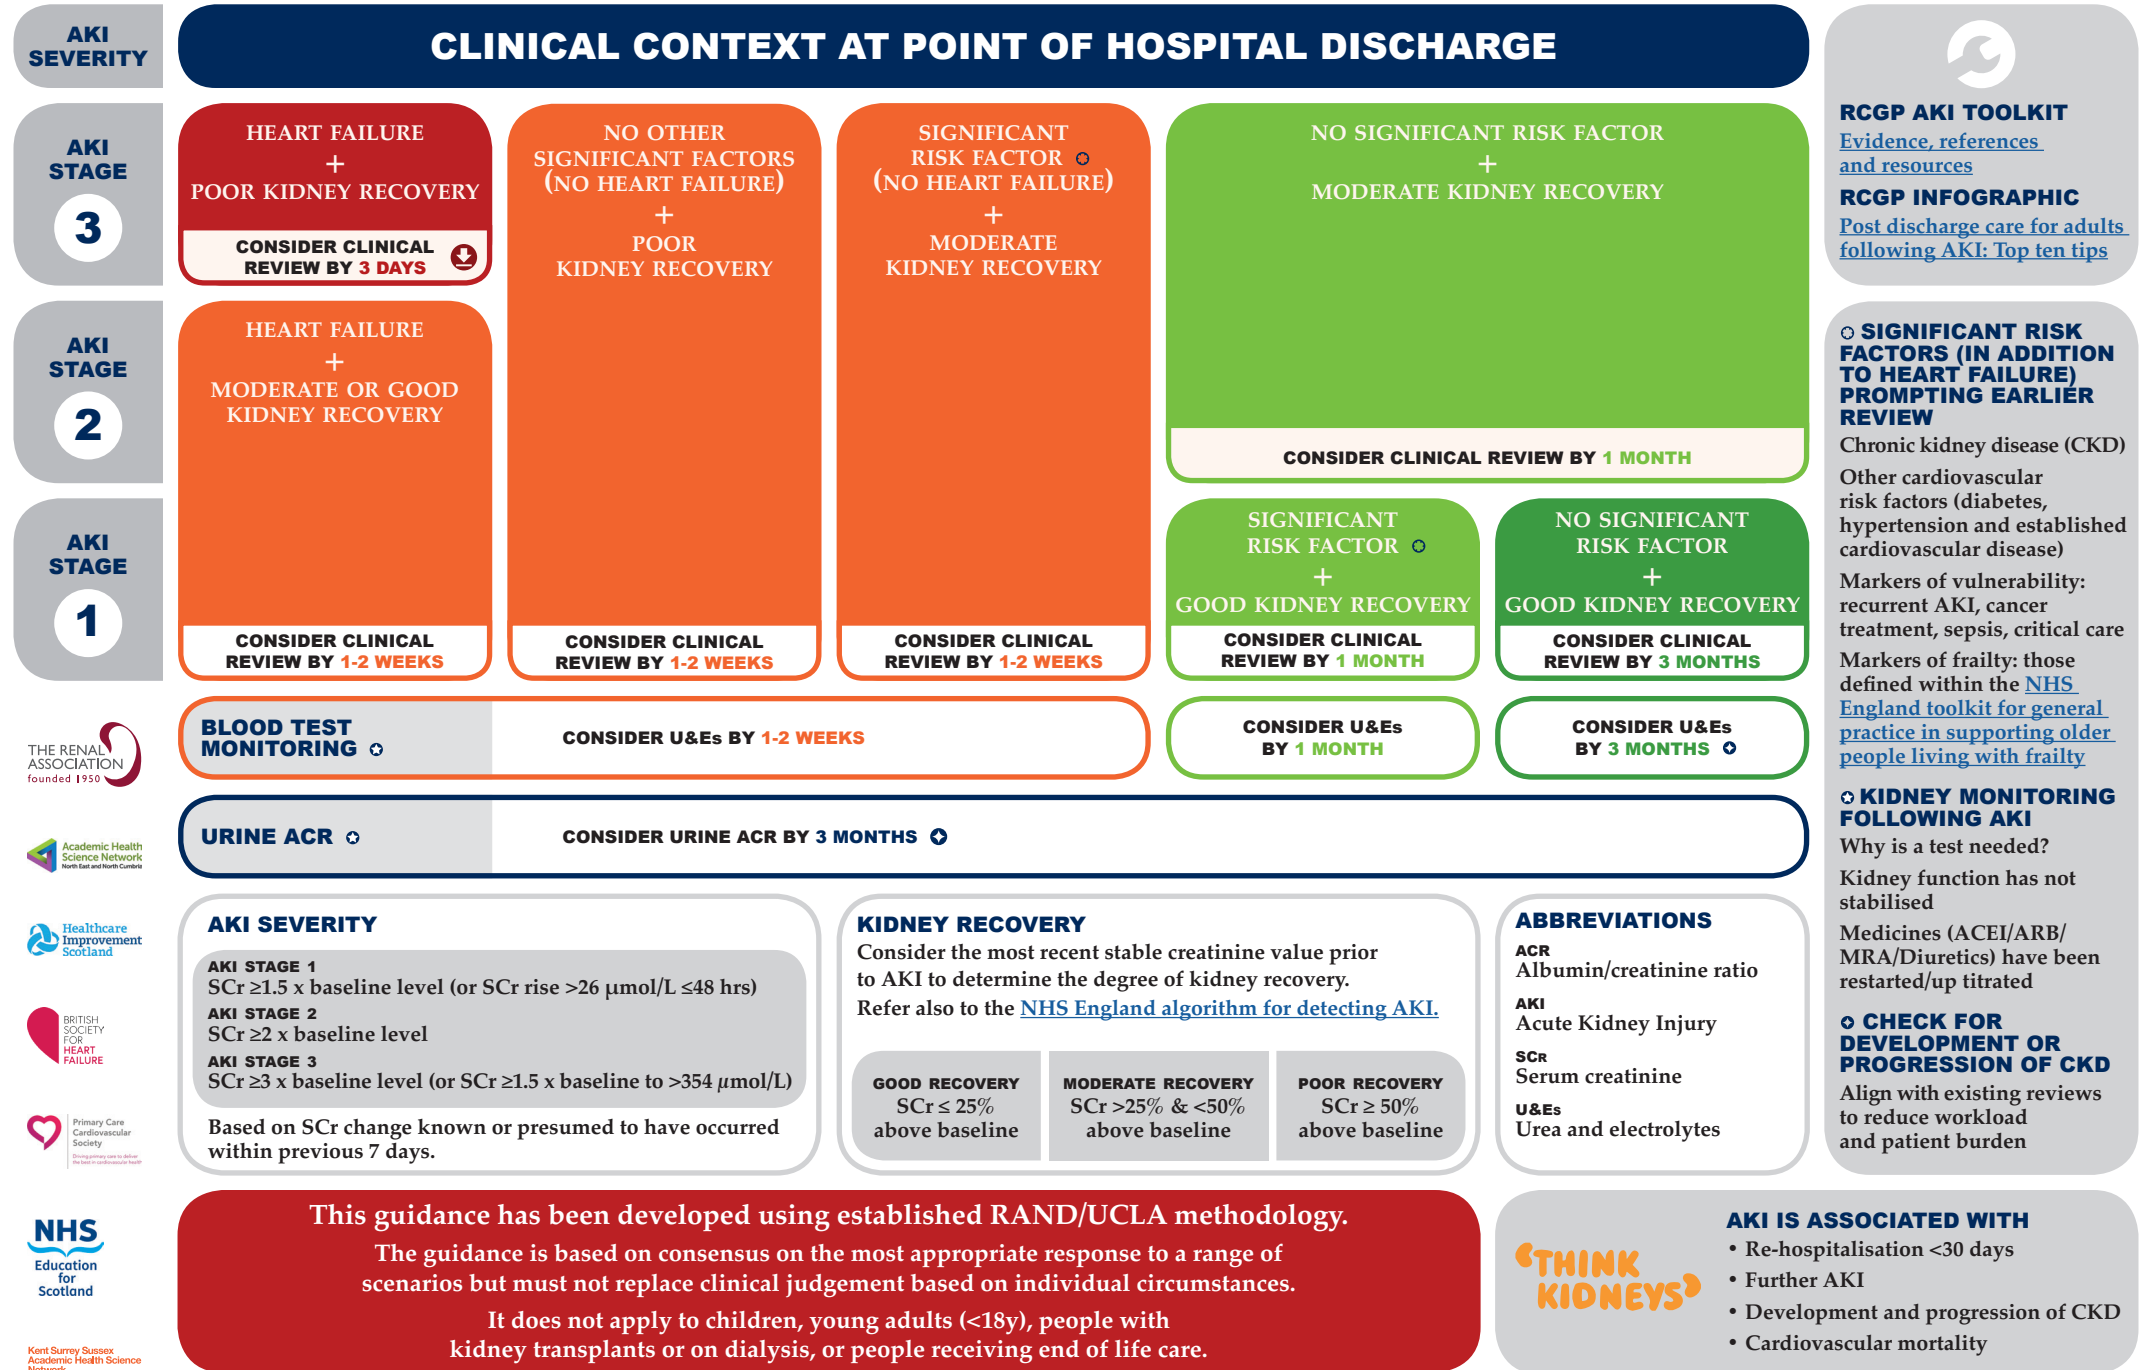 AKI
SEVERITY
CLINICAL CONTEXT AT POINT OF HOSPITAL DISCHARGE
AKI
STAGE
3
HEART FAILURE
+
POOR KIDNEY RECOVERY
CONSIDER CLINICAL
REVIEW BY 3 DAYS
NO OTHER
SIGNIFICANT FACTORS
(NO HEART FAILURE)
+
POOR
KIDNEY RECOVERY
SIGNIFICANT
RISK FACTOR
(NO HEART FAILURE)
+
MODERATE
KIDNEY RECOVERY
NO SIGNIFICANT RISK FACTOR
+
MODERATE KIDNEY RECOVERY
AKI
STAGE
2
HEART FAILURE
+
MODERATE OR GOOD
KIDNEY RECOVERY
CONSIDER CLINICAL REVIEW BY 1 MONTH
AKI
STAGE
1
SIGNIFICANT
RISK FACTOR
+
GOOD KIDNEY RECOVERY
NO SIGNIFICANT
RISK FACTOR
+
GOOD KIDNEY RECOVERY
CONSIDER CLINICAL
REVIEW BY 1-2 WEEKS
CONSIDER CLINICAL
REVIEW BY 1-2 WEEKS
CONSIDER CLINICAL
REVIEW BY 1-2 WEEKS
CONSIDER CLINICAL
REVIEW BY 1 MONTH
CONSIDER CLINICAL
REVIEW BY 3 MONTHS
BLOOD TEST
MONITORING
CONSIDER U&Es BY 1-2 WEEKS
CONSIDER U&Es
BY 1 MONTH
CONSIDER U&Es
BY 3 MONTHS
URINE ACR
CONSIDER URINE ACR BY 3 MONTHS
AKI SEVERITY
AKI STAGE 1
SCr ≥1.5 x baseline level (or SCr rise >26 µmol/L ≤48 hrs)
AKI STAGE 2
SCr ≥2 x baseline level
AKI STAGE 3
SCr ≥3 x baseline level (or SCr ≥1.5 x baseline to >354 µmol/L)
Based on SCr change known or presumed to have occurred
within previous 7 days.
KIDNEY RECOVERY
Consider the most recent stable creatinine value prior
to AKI to determine the degree of kidney recovery.
Refer also to the NHS England algorithm for detecting AKI.
GOOD RECOVERY
SCr ≤ 25%
above baseline
MODERATE RECOVERY
SCr >25% & <50%
above baseline
POOR RECOVERY
SCr ≥ 50%
above baseline
ABBREVIATIONS
ACR
Albumin/creatinine ratio
AKI
Acute Kidney Injury
SCr
Serum creatinine
U&Es
Urea and electrolytes
RCGP AKI TOOLKIT
Evidence, references
and resources
RCGP INFOGRAPHIC
Post discharge care for adults
following AKI: Top ten tips
SIGNIFICANT RISK
FACTORS (IN ADDITION
TO HEART FAILURE)
PROMPTING EARLIER
REVIEW
Chronic kidney disease (CKD)
Other cardiovascular
risk factors (diabetes,
hypertension and established
cardiovascular disease)
Markers of vulnerability:
recurrent AKI, cancer
treatment, sepsis, critical care
Markers of frailty: those
defined within the NHS
England toolkit for general
practice in supporting older
people living with frailty
KIDNEY MONITORING
FOLLOWING AKI
Why is a test needed?
Kidney function has not
stabilised
Medicines (ACEI/ARB/
MRA/Diuretics) have been
restarted/up titrated
CHECK FOR
DEVELOPMENT OR
PROGRESSION OF CKD
Align with existing reviews
to reduce workload
and patient burden
THE RENAL
ASSOCIATION
founded 1950
Academic Health
Science Network
North East and North Cumbria
Healthcare
Improvement
Scotland
BRITISH
SOCIETY
FOR
HEART
FAILURE
Primary Care
Cardiovascular
Society
Driving primary care to deliver
the best in cardiovascular health
NHS
Education
for
Scotland
Kent Surrey Sussex
Academic Health Science
Network
This guidance has been developed using established RAND/UCLA methodology.
The guidance is based on consensus on the most appropriate response to a range of
scenarios but must not replace clinical judgement based on individual circumstances.
It does not apply to children, young adults (<18y), people with
kidney transplants or on dialysis, or people receiving end of life care.
THINK
KIDNEYS
AKI IS ASSOCIATED WITH
• Re-hospitalisation <30 days
• Further AKI
• Development and progression of CKD
• Cardiovascular mortality